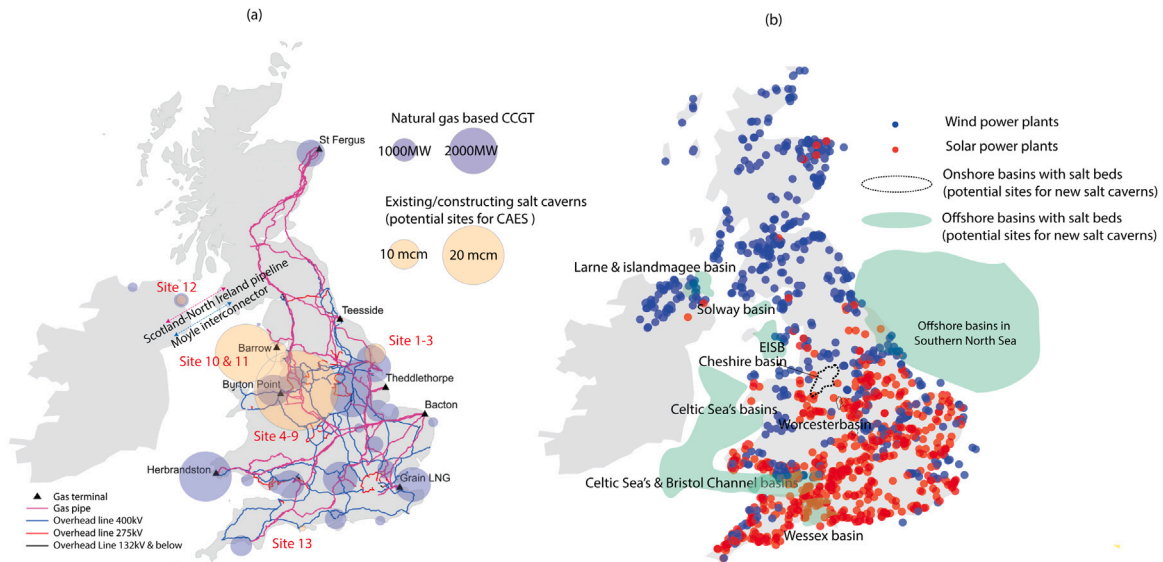 (a)
St Fergus
Natural gas based CCGT
1000MW
2000MW
Existing/constructing salt caverns
(potential sites for CAES )
10 mcm
20 mcm
Site 12
Scotland-North Ireland pipeline
Moyle interconnector
Teesside
Barrow
Site 1-3
Site 10 & 11
Burton Point
Theddlethorpe
Bacton
Site 4-9
Herbrandston
Grain LNG
Site 13
Gas terminal
Gas pipe
Overhead line 400kV
Overhead line 275kV
Overhead Line 132kV & below
(b)
Wind power plants
Solar power plants
Onshore basins with salt beds
(potential sites for new salt caverns)
Offshore basins with salt beds
(potential sites for new salt caverns)
Larne & islandmagee basin
Solway basin
Offshore basins in
Southern North Sea
EISB
Cheshire basin
Celtic Sea's basins
Worcesterbasin
Celtic Sea's & Bristol Channel basins
Wessex basin